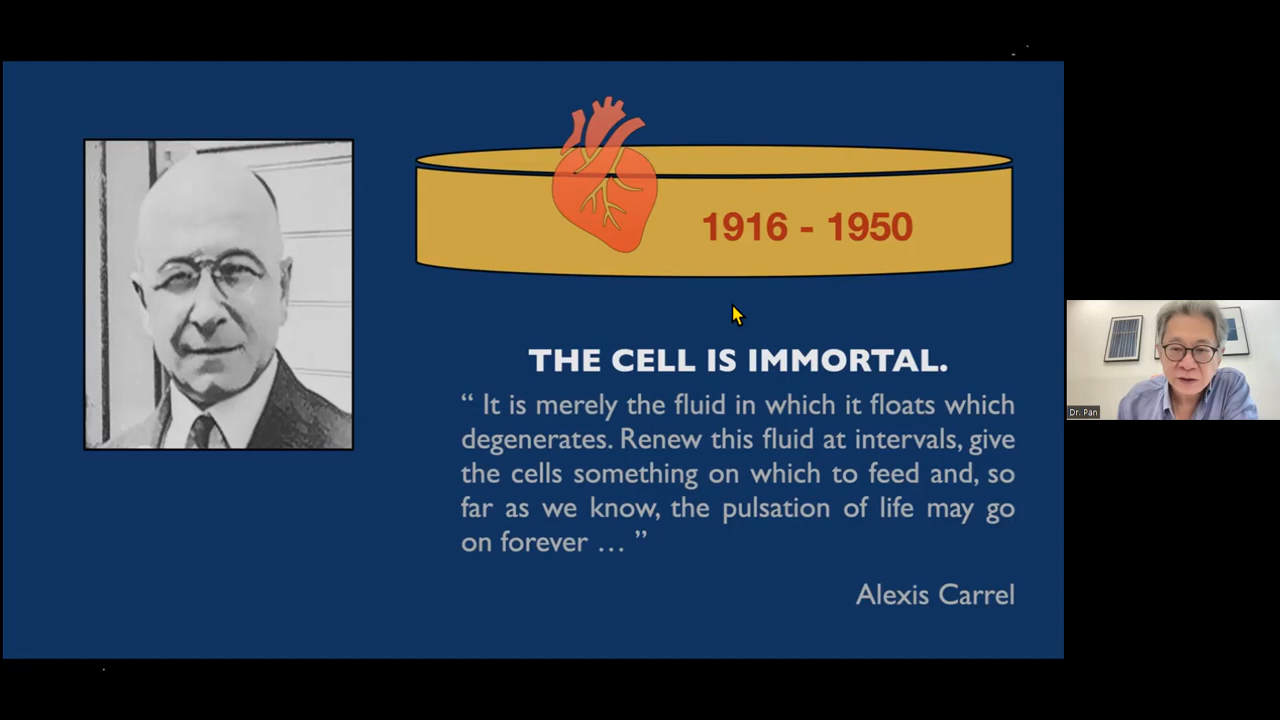 1916 - 1950
THE CELL IS IMMORTAL.
“ It is merely the fluid in which it floats which
degenerates. Renew this fluid at intervals, give
the cells something on which to feed and, so
far as we know, the pulsation of life may go
on forever … ”
Alexis Carrel
Dr. Pan